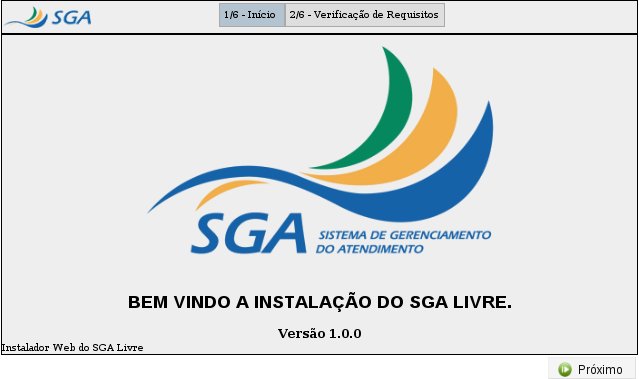 SGA
1/6 - Início
2/6 - Verificação de Requisitos
SGA
SISTEMA DE GERENCIAMENTO
DO ATENDIMENTO
BEM VINDO A INSTALAÇÃO DO SGA LIVRE.
Versão 1.0.0
Instalador Web do SGA Livre
Próximo